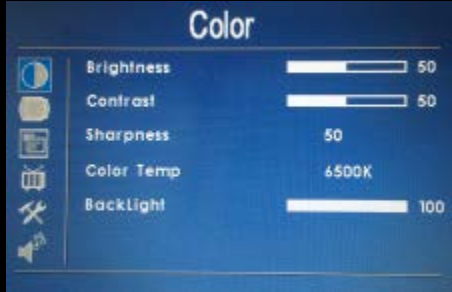 Color
Brightness 50
Contrast 50
Sharpness 50
Color Temp 6500K
BackLight 100